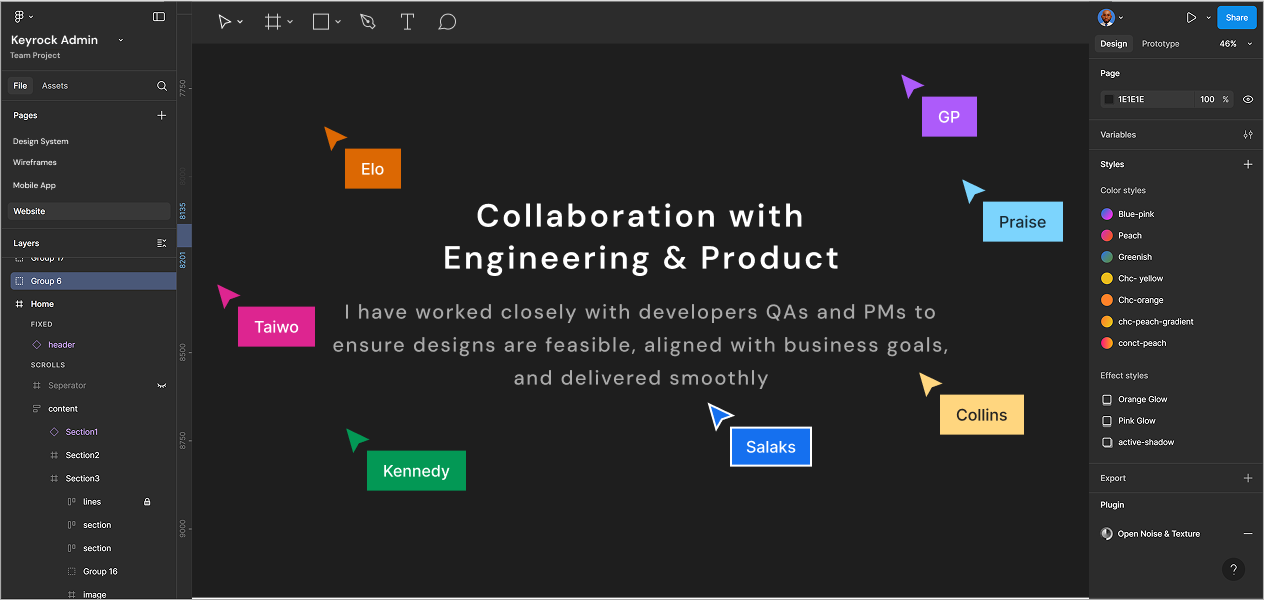 Keyrock Admin
Team Project
File
Assets
Pages
Design System
Wireframes
Mobile App
Website
Layers
Group 17
Group 6
Home
FIXED
header
SCROLLS
Seperator
content
Section1
Section2
Section3
lines
section
section
Group 16
image
7750
8135
8201
8500
8750
9000
Elo
GP
Praise
Collaboration with
Engineering & Product
Taiwo
I have worked closely with developers QAs and PMs to
ensure designs are feasible, aligned with business goals,
and delivered smoothly
Collins
Salaks
Kennedy
Share
Design
Prototype
46%
Page
1E1E1E
100 %
Variables
Styles
Color styles
Blue-pink
Peach
Greenish
Chc- yellow
Chc-orange
chc-peach-gradient
conct-peach
Effect styles
Orange Glow
Pink Glow
active-shadow
Export
Plugin
Open Noise & Texture
?